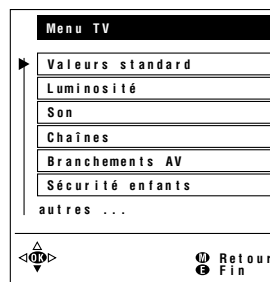 Menu TV
Valeurs standard
Luminosité
Son
Chaînes
Branchements AV
Sécurité enfants
autres ...
OK
M Retour
E Fin